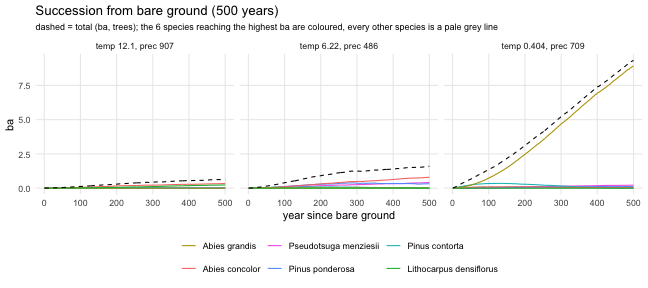 Succession from bare ground (500 years)
dashed = total (ba, trees); the 6 species reaching the highest ba are coloured, every other species is a pale grey line
temp 12.1, prec 907
temp 6.22, prec 486
temp 0.404, prec 709
ba
7.5
5.0
2.5
0.0
0 100 200 300 400 500
0 100 200 300 400 500
0 100 200 300 400 500
year since bare ground
Abies grandis Pseudotsuga menziesii Pinus contorta
Abies concolor Pinus ponderosa Lithocarpus densiflorus